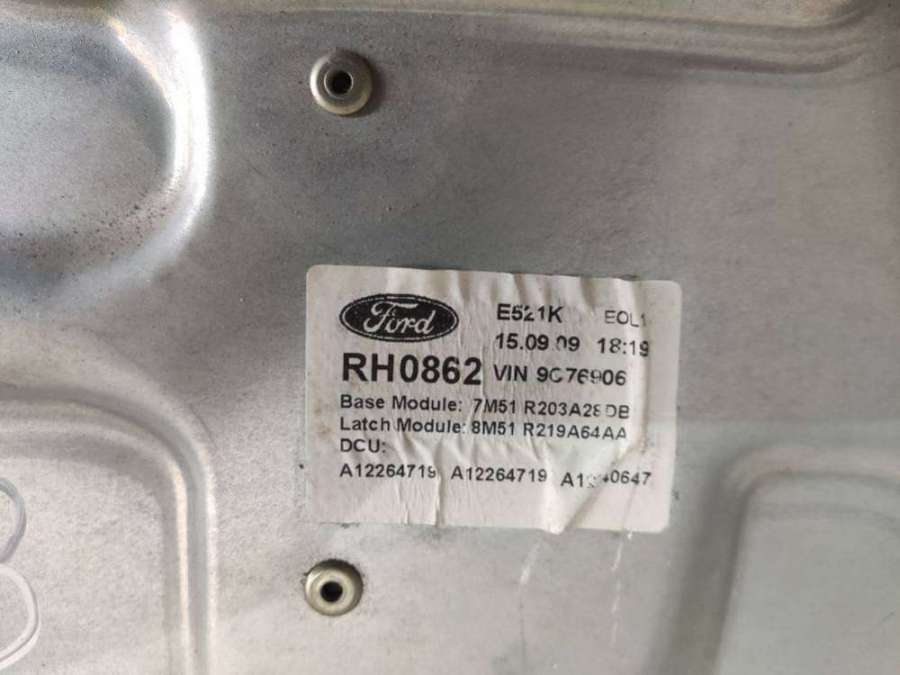 Ford
E521K EOL1
15.09.09 18:19
RH0862 VIN 9C76906
Base Module: 7M51 R203A28DB
Latch Module: 8M51 R219A64AA
DCU:
A12264719 A12264719